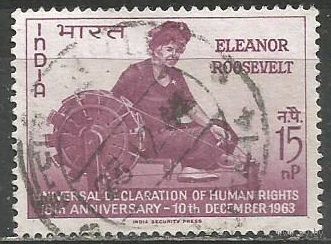 INDIA
भारत
ELEANOR
ROOSEVELT
न.पै.
15
nP
UNIVERSAL DECLARATION OF HUMAN RIGHTS
15th ANNIVERSARY - 10th DECEMBER 1963
INDIA SECURITY PRESS